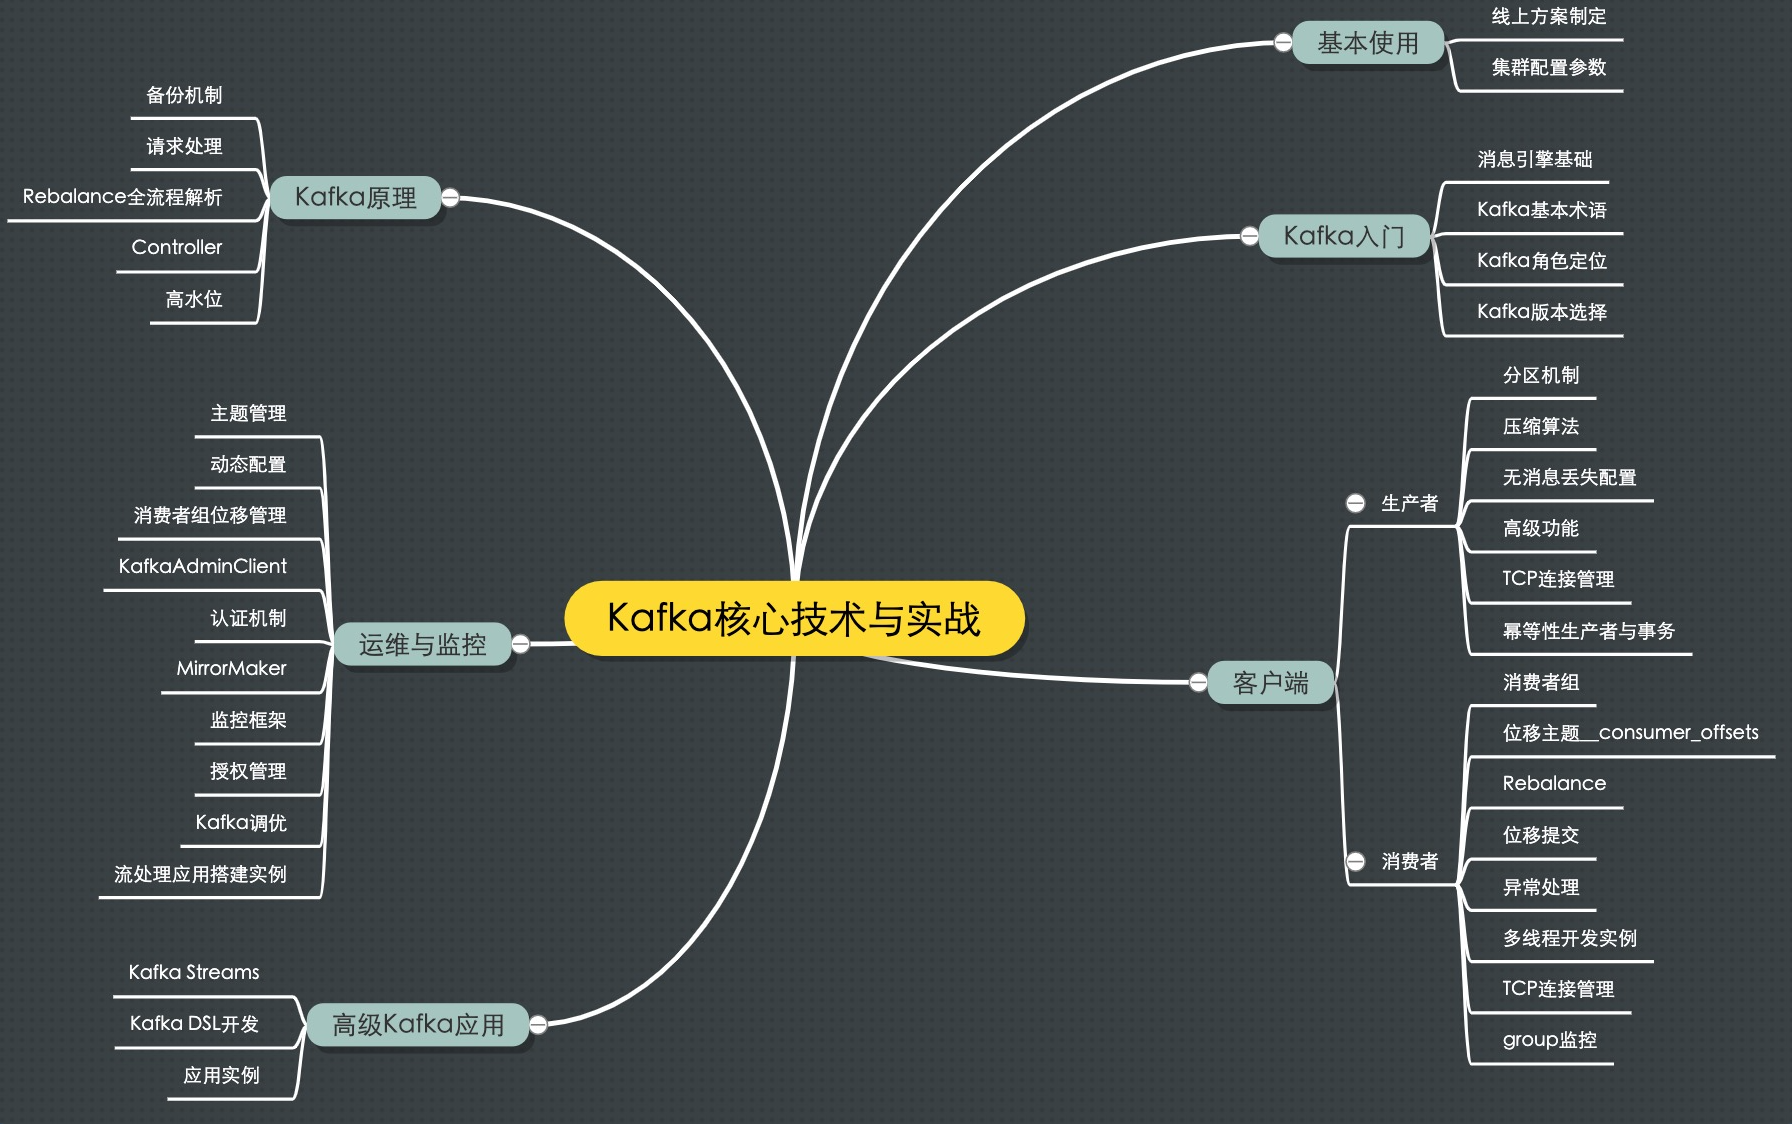 Kafka核心技术与实战
基本使用
线上方案制定
集群配置参数
Kafka入门
消息引擎基础
Kafka基本术语
Kafka角色定位
Kafka版本选择
客户端
生产者
分区机制
压缩算法
无消息丢失配置
高级功能
TCP连接管理
幂等性生产者与事务
消费者
消费者组
位移主题__consumer_offsets
Rebalance
位移提交
异常处理
多线程开发实例
TCP连接管理
group监控
Kafka原理
备份机制
请求处理
Rebalance全流程解析
Controller
高水位
运维与监控
主题管理
动态配置
消费者组位移管理
KafkaAdminClient
认证机制
MirrorMaker
监控框架
授权管理
Kafka调优
流处理应用搭建实例
高级Kafka应用
Kafka Streams
Kafka DSL开发
应用实例